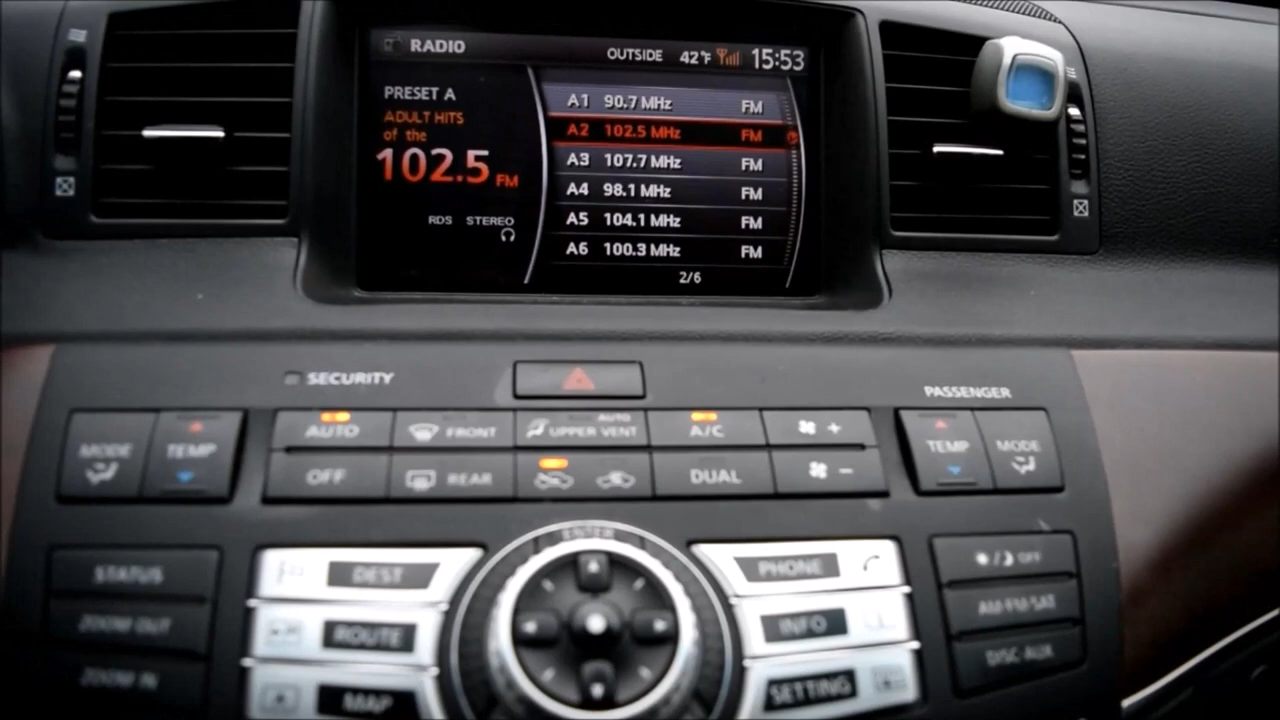 RADIO
OUTSIDE 42°F 15:53
PRESET A
ADULT HITS
of the
102.5 FM
RDS STEREO
A1 90.7 MHz FM
A2 102.5 MHz FM
A3 107.7 MHz FM
A4 98.1 MHz FM
A5 104.1 MHz FM
A6 100.3 MHz FM
2/6
SECURITY
PASSENGER
MODE
TEMP
AUTO
FRONT
AUTO
UPPER VENT
A/C
+
TEMP
MODE
OFF
REAR
DUAL
-
ENTER
STATUS
DEST
PHONE
OFF
ZOOM OUT
ROUTE
INFO
AM·FM·SAT
ZOOM IN
MAP
SETTING
DISC·AUX